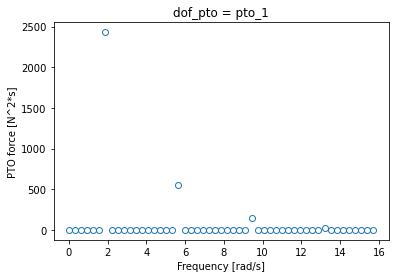 dof_pto = pto_1
2500
2000
1500
1000
500
0
PTO force [N^2*s]
0 2 4 6 8 10 12 14 16
Frequency [rad/s]